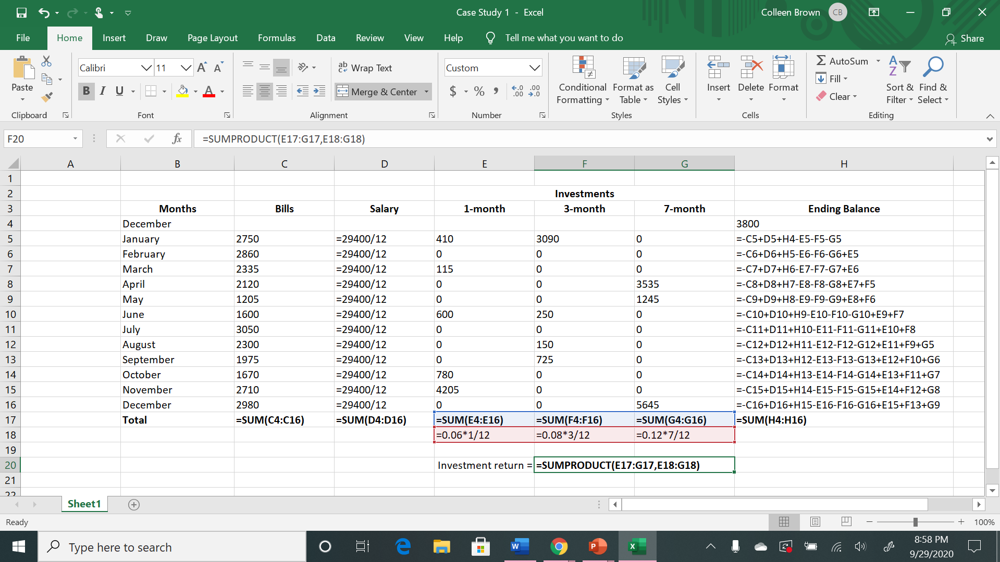 Case Study 1 - Excel
Colleen Brown CB
File Home Insert Draw Page Layout Formulas Data Review View Help Tell me what you want to do Share
Paste
Calibri 11 A A
B I U A
ab Wrap Text
Merge & Center
Custom
$ % , .00 .00
Conditional Formatting
Format as Table
Cell Styles
Insert Delete Format
AutoSum
Fill
Clear
Sort & Filter
Find & Select
Clipboard Font Alignment Number Styles Cells Editing
F20 fx =SUMPRODUCT(E17:G17,E18:G18)
A B C D E F G H
1
2 Investments
3 Months Bills Salary 1-month 3-month 7-month Ending Balance
4 December 3800
5 January 2750 =29400/12 410 3090 0 =-C5+D5+H4-E5-F5-G5
6 February 2860 =29400/12 0 0 0 =-C6+D6+H5-E6-F6-G6+E5
7 March 2335 =29400/12 115 0 0 =-C7+D7+H6-E7-F7-G7+E6
8 April 2120 =29400/12 0 0 3535 =-C8+D8+H7-E8-F8-G8+E7+F5
9 May 1205 =29400/12 0 0 1245 =-C9+D9+H8-E9-F9-G9+E8+F6
10 June 1600 =29400/12 600 250 0 =-C10+D10+H9-E10-F10-G10+E9+F7
11 July 3050 =29400/12 0 0 0 =-C11+D11+H10-E11-F11-G11+E10+F8
12 August 2300 =29400/12 0 150 0 =-C12+D12+H11-E12-F12-G12+E11+F9+G5
13 September 1975 =29400/12 0 725 0 =-C13+D13+H12-E13-F13-G13+E12+F10+G6
14 October 1670 =29400/12 780 0 0 =-C14+D14+H13-E14-F14-G14+E13+F11+G7
15 November 2710 =29400/12 4205 0 0 =-C15+D15+H14-E15-F15-G15+E14+F12+G8
16 December 2980 =29400/12 0 0 5645 =-C16+D16+H15-E16-F16-G16+E15+F13+G9
17 Total =SUM(C4:C16) =SUM(D4:D16) =SUM(E4:E16) =SUM(F4:F16) =SUM(G4:G16) =SUM(H4:H16)
18 =0.06*1/12 =0.08*3/12 =0.12*7/12
19
20 Investment return = =SUMPRODUCT(E17:G17,E18:G18)
21
22
Sheet1
Ready 100%
Type here to search
8:58 PM
9/29/2020